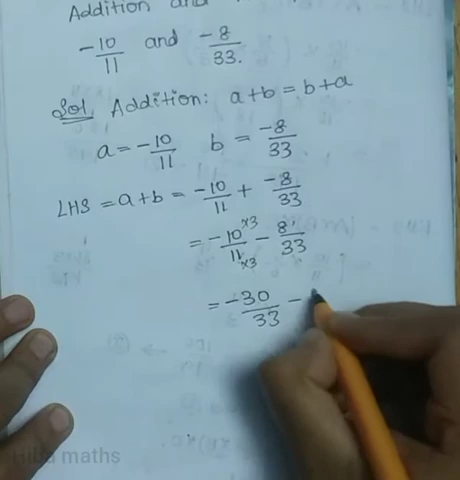 Addition and
-10/11 and -8/33.
Sol Addition: a+b = b+a
a = -10/11 b = -8/33
LHS = a+b = -10/11 + -8/33
= -10×3/11×3 - 8/33
= -30/33 -
maths